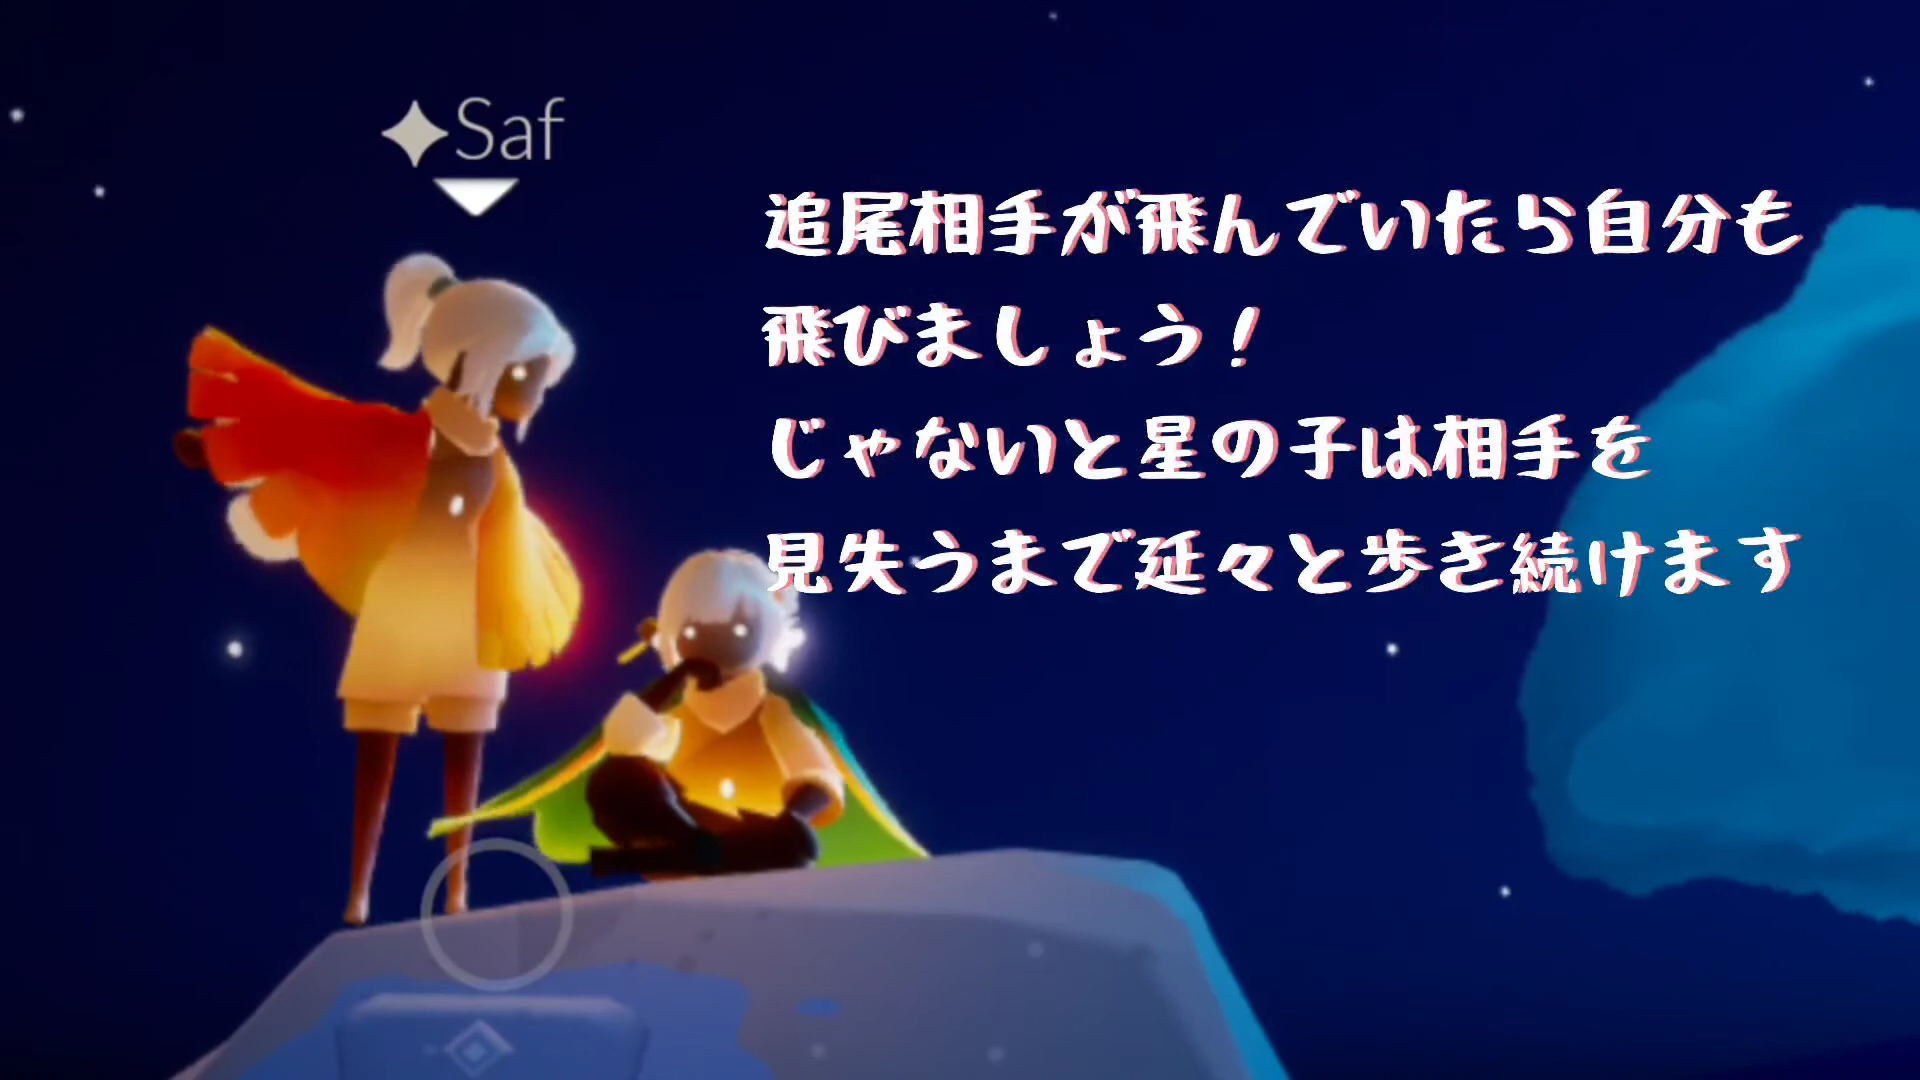 Saf
追尾相手が飛んでいたら自分も
飛びましょう！
じゃないと星の子は相手を
見失うまで延々と歩き続けます